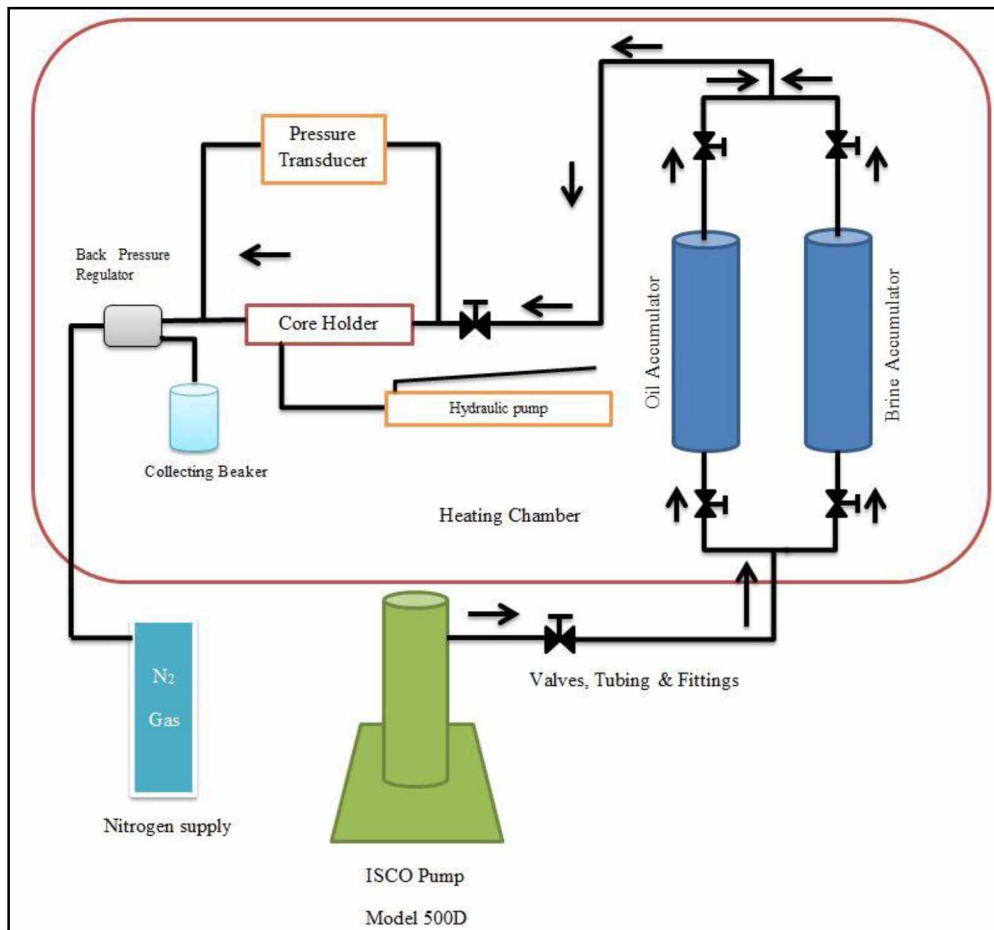 Pressure
Transducer
Back Pressure
Regulator
Core Holder
Oil Accumulator
Brine Accumulator
Hydraulic pump
Collecting Beaker
Heating Chamber
N₂
Gas
Valves, Tubing & Fittings
Nitrogen supply
ISCO Pump
Model 500D